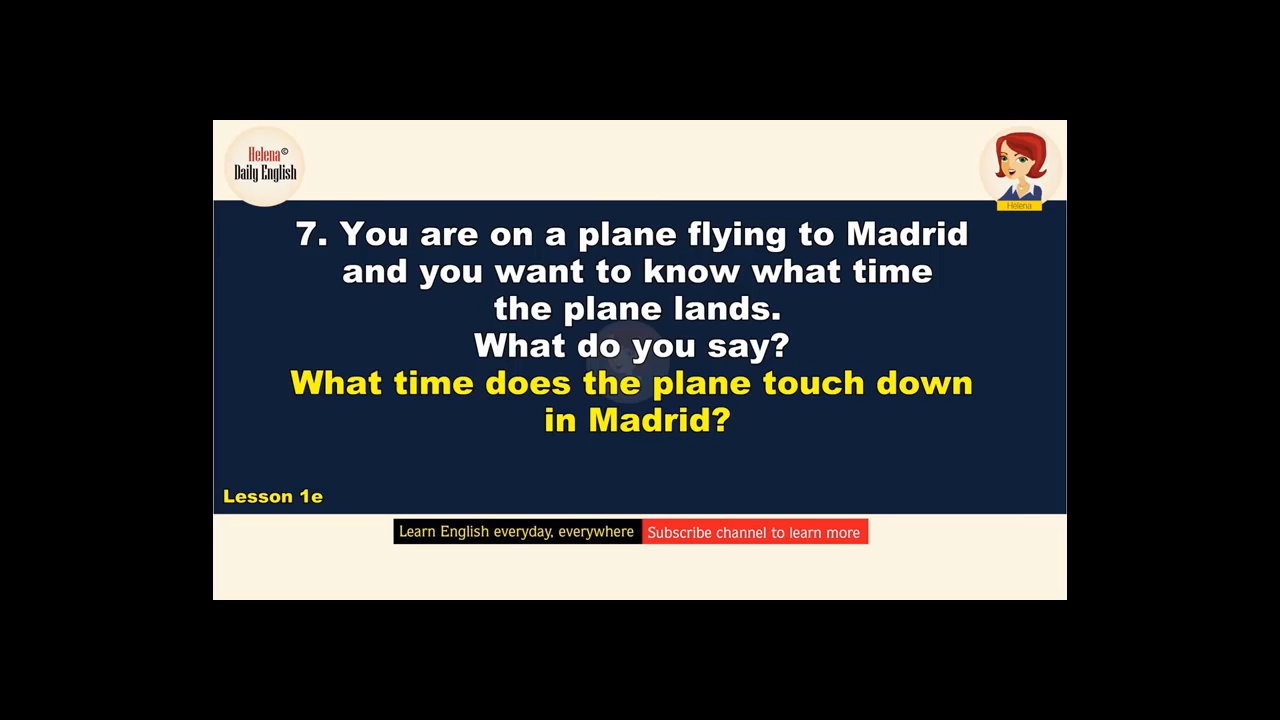 Helena©
Daily English
Helena
7. You are on a plane flying to Madrid
and you want to know what time
the plane lands.
What do you say?
What time does the plane touch down
in Madrid?
Lesson 1e
Learn English everyday, everywhere
Subscribe channel to learn more